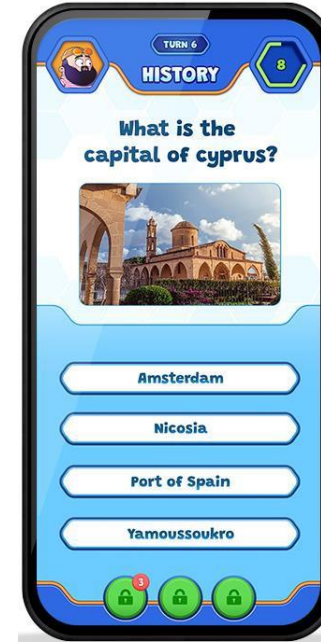 TURN 6
8
HISTORY
What is the
capital of cyprus?
Amsterdam
Nicosia
Port of Spain
Yamoussoukro
3